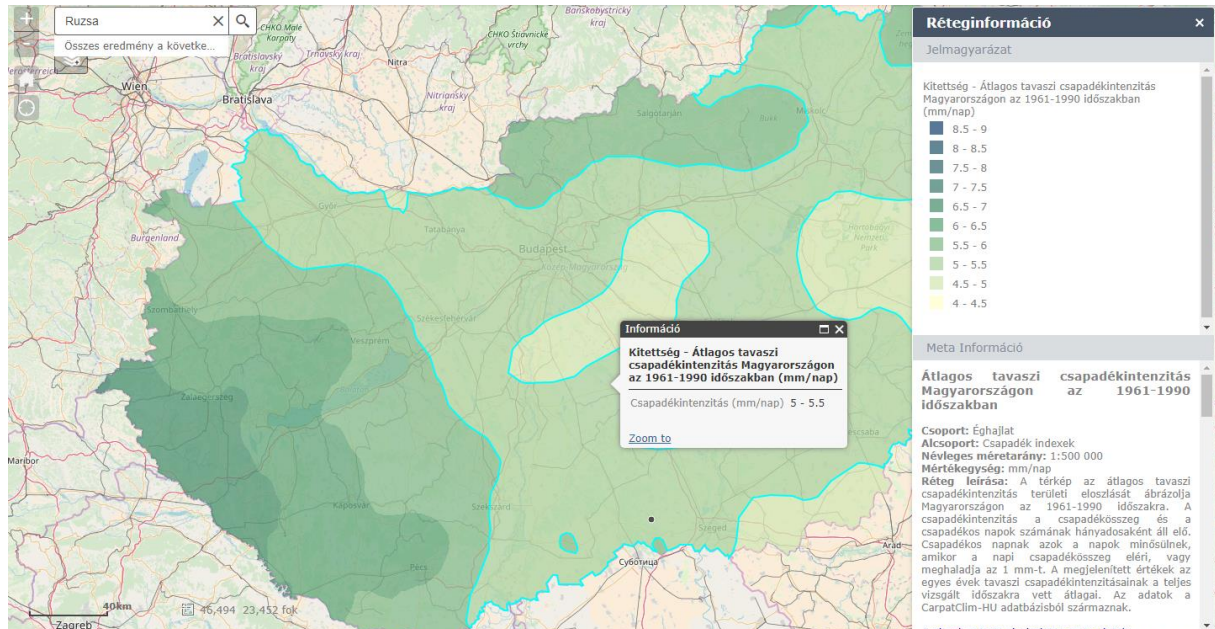 Ruzsa
Összes eredmény a követke...
Wien
Bratislava
Bratislavský
kraj
CHKO Malé
Karpaty
Trnavský kraj
Nitra
Nitriansky
kraj
CHKO Štiavnické
vrchy
Banskobystrický
kraj
Salgótarján
Bükk
Miskolc
Burgenland
Győr
Tatabánya
Budapest
Közép-Magyarország
Hortobágyi
Nemzeti
Park
Szombathely
Székesfehérvár
Veszprém
Zalaegerszeg
Maribor
Kaposvár
Szekszárd
Pécs
Szeged
Суботица
Arad
Zagreb
40km
46,494 23,452 fok
Információ
Kitettség - Átlagos tavaszi
csapadékintenzitás Magyarországon
az 1961-1990 időszakban (mm/nap)
Csapadékintenzitás (mm/nap) 5 - 5.5
Zoom to
Réteginformáció
Jelmagyarázat
Kitettség - Átlagos tavaszi csapadékintenzitás
Magyarországon az 1961-1990 időszakban
(mm/nap)
8.5 - 9
8 - 8.5
7.5 - 8
7 - 7.5
6.5 - 7
6 - 6.5
5.5 - 6
5 - 5.5
4.5 - 5
4 - 4.5
Meta Információ
Átlagos tavaszi csapadékintenzitás
Magyarországon az 1961-1990
időszakban
Csoport: Éghajlat
Alcsoport: Csapadék indexek
Névleges méretarány: 1:500 000
Mértékegység: mm/nap
Réteg leírása: A térkép az átlagos tavaszi
csapadékintenzitás területi eloszlását ábrázolja
Magyarországon az 1961-1990 időszakra. A
csapadékintenzitás a csapadékösszeg és a
csapadékos napok számának hányadosaként áll elő.
Csapadékos napnak azok a napok minősülnek,
amikor a napi csapadékösszeg eléri, vagy
meghaladja az 1 mm-t. A megjelenített értékek az
egyes évek tavaszi csapadékintenzitásainak a teljes
vizsgált időszakra vett átlagai. Az adatok a
CarpatClim-HU adatbázisból származnak.